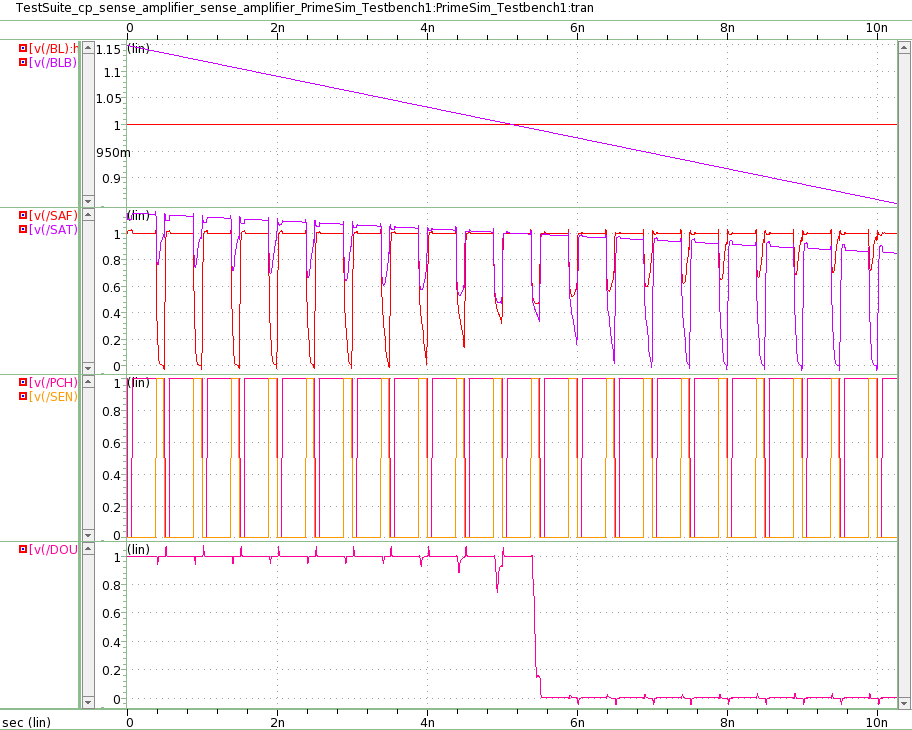 TestSuite_cp_sense_amplifier_sense_amplifier_PrimeSim_Testbench1:PrimeSim_Testbench1:tran
0 2n 4n 6n 8n 10n
[v(/BL):h
[v(/BLB)
(lin)
1.15
1.1
1.05
1
950m
0.9
[v(/SAF)
[v(/SAT)
(lin)
1
0.8
0.6
0.4
0.2
0
[v(/PCH)
[v(/SEN)
(lin)
1
0.8
0.6
0.4
0.2
0
[v(/DOU
(lin)
1
0.8
0.6
0.4
0.2
0
sec (lin) 0 2n 4n 6n 8n 10n